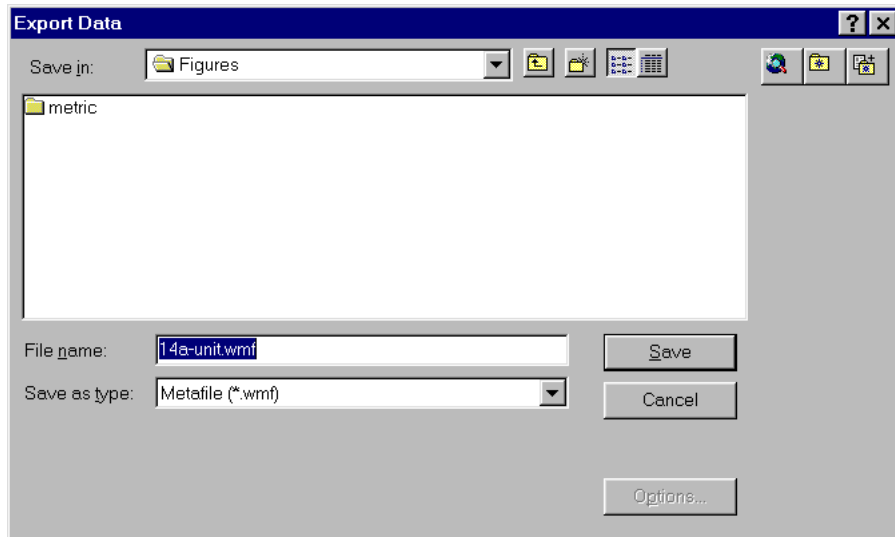 Export Data
Save in: Figures
metric
File name: 14a-unit.wmf Save
Save as type: Metafile (*.wmf) Cancel
Options...